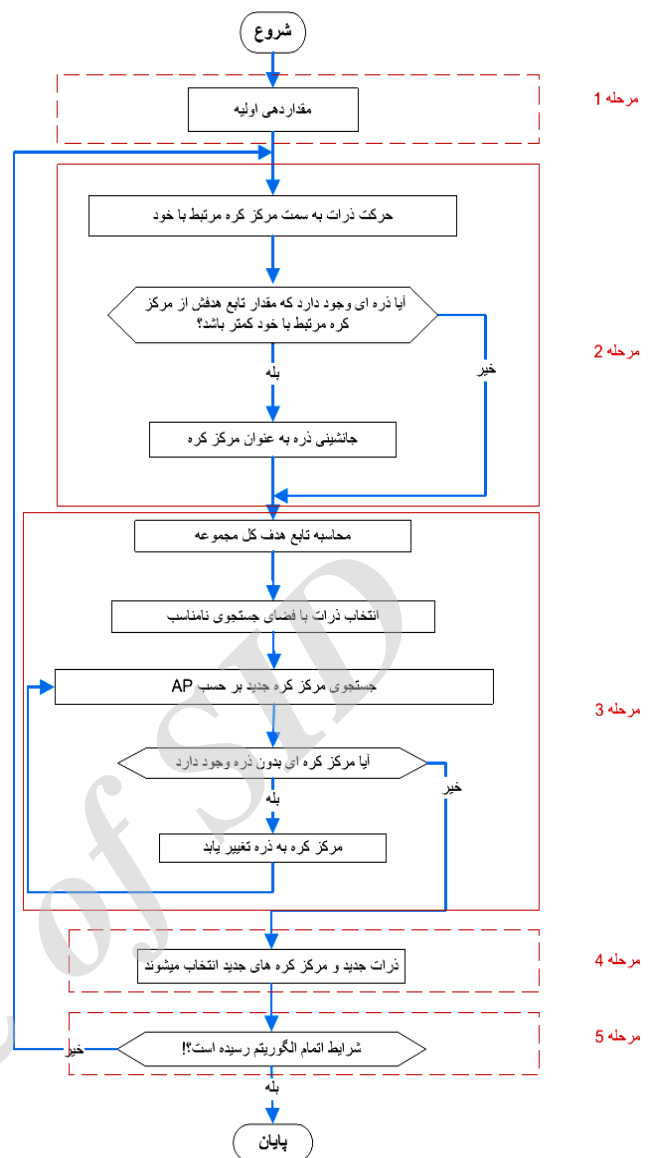 شروع
مرحله 1
مقداردهی اولیه
حرکت ذرات به سمت مرکز کره مرتبط با خود
آیا ذره ای وجود دارد که مقدار تابع هدفش از مرکز
کره مرتبط با خود کمتر باشد؟
مرحله 2
خیر
بله
جانشینی ذره به عنوان مرکز کره
محاسبه تابع هدف کل مجموعه
انتخاب ذرات با فضای جستجوی نامناسب
جستجوی مرکز کره جدید بر حسب AP
مرحله 3
آیا مرکز کره ای بدون ذره وجود دارد
خیر
بله
مرکز کره به ذره تغییر یابد
ذرات جدید و مرکز کره های جدید انتخاب میشوند
مرحله 4
شرایط اتمام الگوریتم رسیده است؟!
مرحله 5
خیر
بله
پایان
of SID